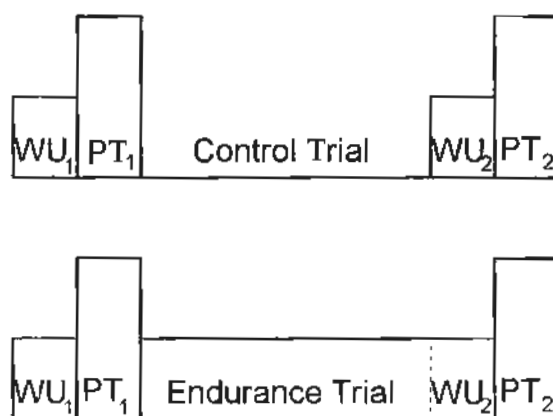 WU₁ PT₁ Control Trial WU₂ PT₂
WU₁ PT₁ Endurance Trial WU₂ PT₂